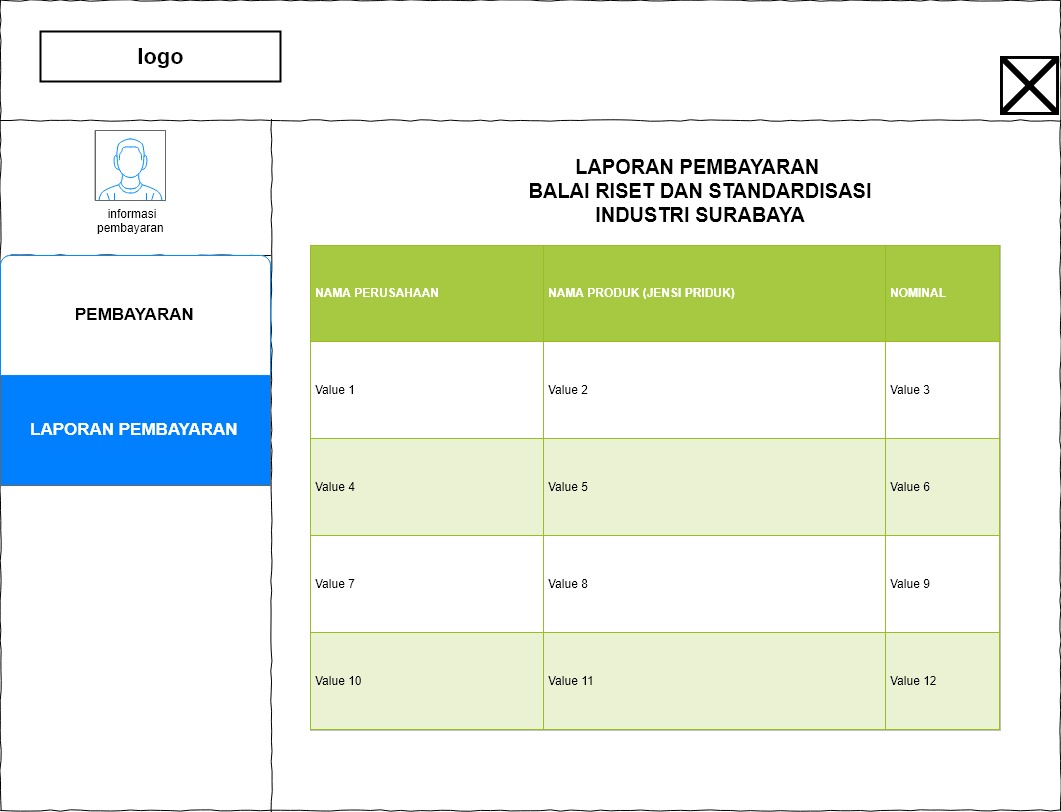 logo
informasi
pembayaran
PEMBAYARAN
LAPORAN PEMBAYARAN
LAPORAN PEMBAYARAN
BALAI RISET DAN STANDARDISASI
INDUSTRI SURABAYA
NAMA PERUSAHAAN NAMA PRODUK (JENSI PRIDUK) NOMINAL
Value 1 Value 2 Value 3
Value 4 Value 5 Value 6
Value 7 Value 8 Value 9
Value 10 Value 11 Value 12